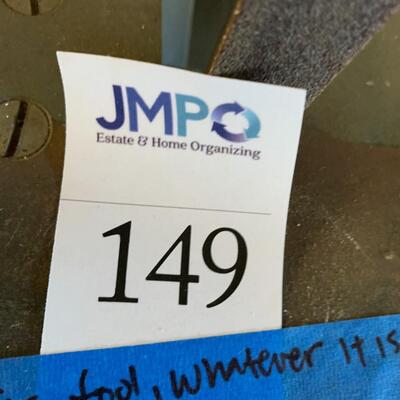 JMPO
Estate & Home Organizing
149
tool, whatever it is